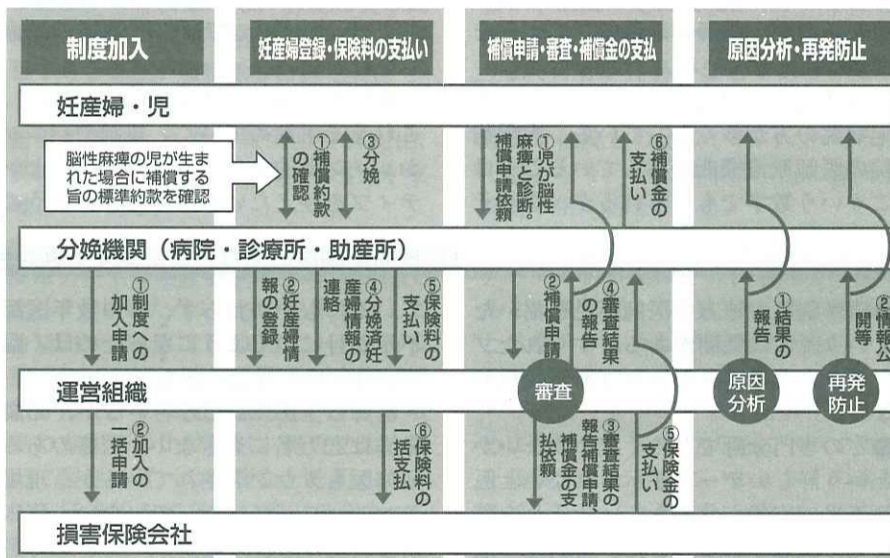 制度加入
妊産婦登録・保険料の支払い
補償申請・審査・補償金の支払
原因分析・再発防止
妊産婦・児
脳性麻痺の児が生ま
れた場合に補償する
旨の標準約款を確認
①補償約款
の確認
③分娩
①児が脳性
麻痺と診断。
補償申請依頼
⑥補償金の
支払い
分娩機関（病院・診療所・助産所）
①制度への
加入申請
②妊産婦情
報の登録
④分娩済妊
産婦情報の
連絡
⑤保険料の
支払い
②補償申請
④審査結果
の報告
①結果の
報告
②情報公
開等
運営組織
審査
原因
分析
再発
防止
②加入の
一括申請
⑥保険料の
一括支払
③審査結果の
報告補償申請、
補償金の支
払依頼
⑤保険金の
支払い
損害保険会社